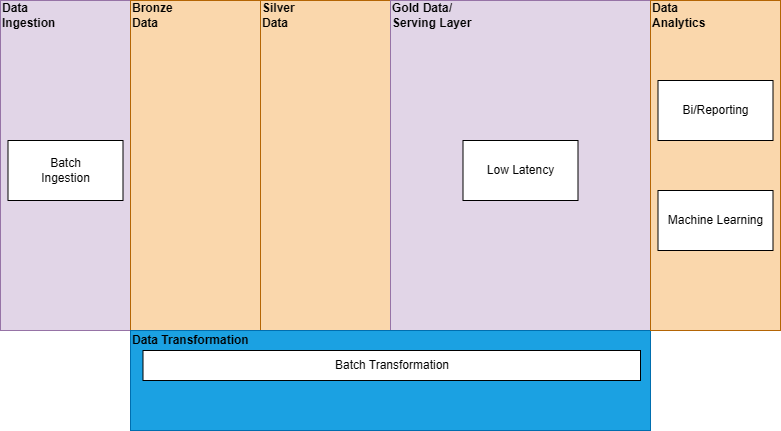 Data
Ingestion
Bronze
Data
Silver
Data
Gold Data/
Serving Layer
Data
Analytics
Batch
Ingestion
Low Latency
Bi/Reporting
Machine Learning
Data Transformation
Batch Transformation